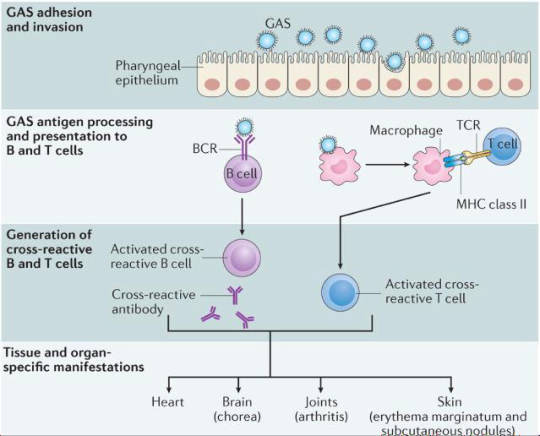 GAS adhesion
and invasion
GAS
Pharyngeal
epithelium
GAS antigen processing
and presentation to
B and T cells
BCR
B cell
Macrophage
TCR
T cell
MHC class II
Generation of
cross-reactive
B and T cells
Activated cross-
reactive B cell
Cross-reactive
antibody
Activated cross-
reactive T cell
Tissue and organ-
specific manifestations
Heart
Brain
(chorea)
Joints
(arthritis)
Skin
(erythema marginatum and
subcutaneous nodules)